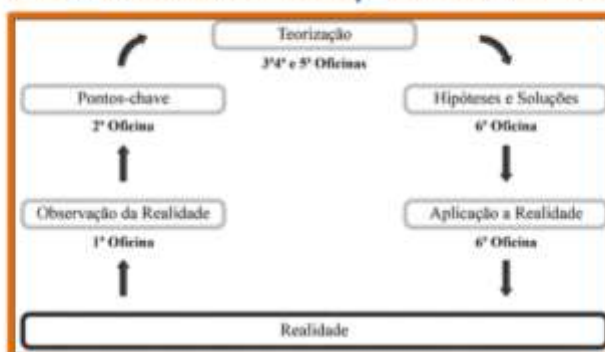 Teorização
3ª4ª e 5ª Oficinas
Pontos-chave
2ª Oficina
Hipóteses e Soluções
6ª Oficina
Observação da Realidade
1ª Oficina
Aplicação a Realidade
6ª Oficina
Realidade